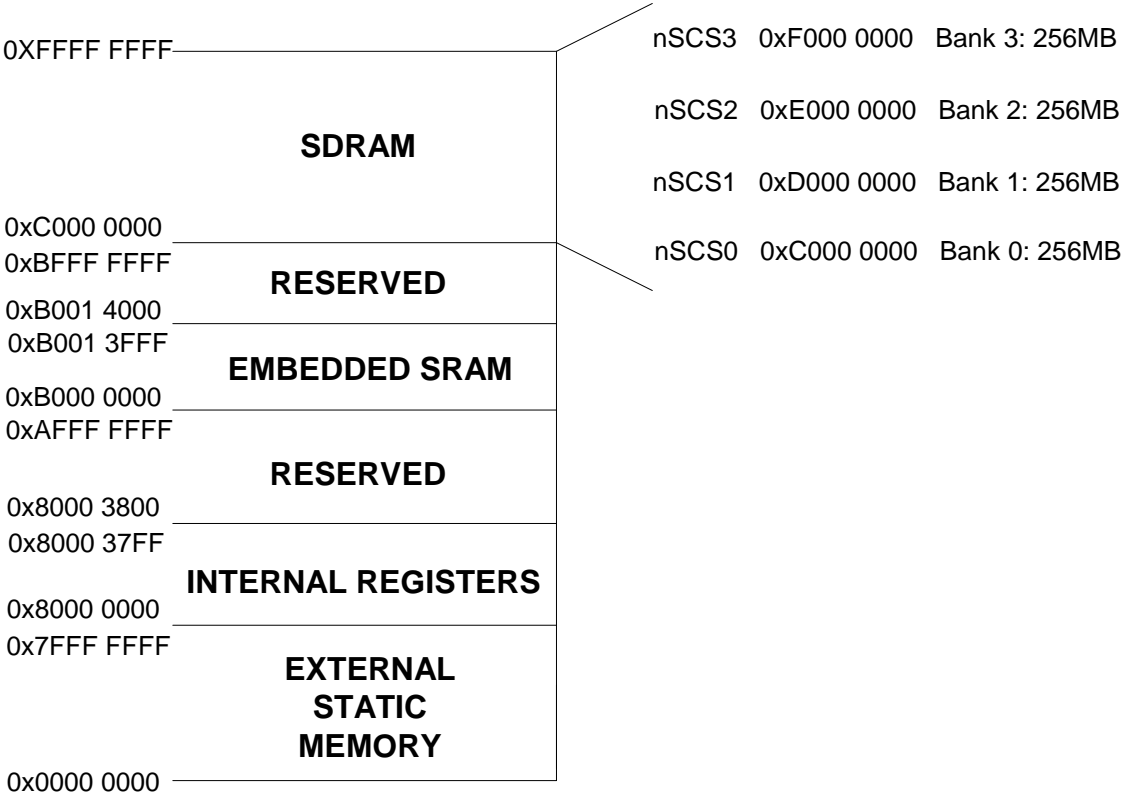 0XFFFF FFFF
SDRAM
0xC000 0000
0xBFFF FFFF
RESERVED
0xB001 4000
0xB001 3FFF
EMBEDDED SRAM
0xB000 0000
0xAFFF FFFF
RESERVED
0x8000 3800
0x8000 37FF
INTERNAL REGISTERS
0x8000 0000
0x7FFF FFFF
EXTERNAL
STATIC
MEMORY
0x0000 0000
nSCS3 0xF000 0000 Bank 3: 256MB
nSCS2 0xE000 0000 Bank 2: 256MB
nSCS1 0xD000 0000 Bank 1: 256MB
nSCS0 0xC000 0000 Bank 0: 256MB